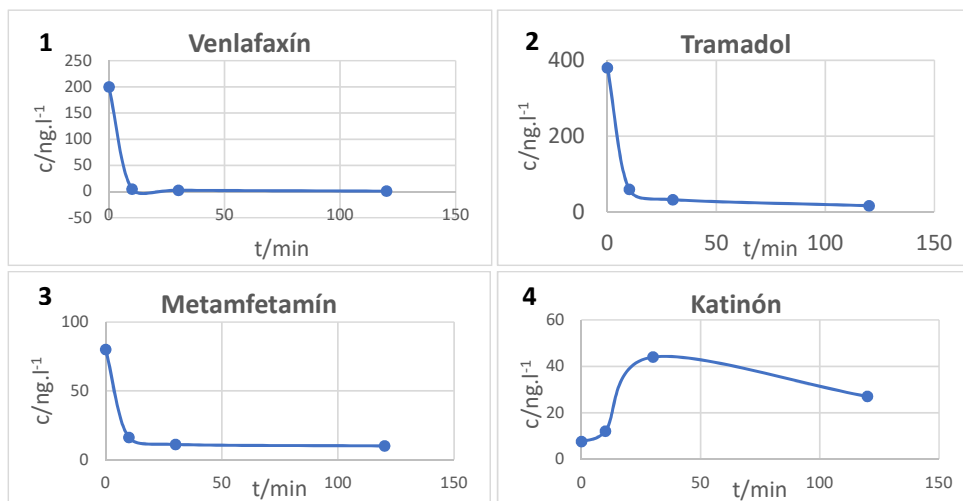 1 Venlafaxín
c/ng.l⁻¹
250
200
150
100
50
0
-50
0 50 100 150
t/min
2 Tramadol
c/ng.l⁻¹
400
200
0
0 50 100 150
t/min
3 Metamfetamín
c/ng.l⁻¹
100
50
0
0 50 100 150
t/min
4 Katinón
c/ng.l⁻¹
60
40
20
0
0 50 100 150
t/min